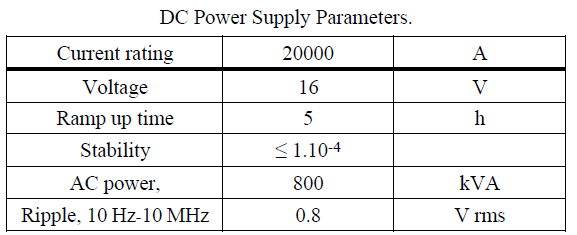 DC Power Supply Parameters.
Current rating 20000 A
Voltage 16 V
Ramp up time 5 h
Stability ≤ 1.10-4
AC power, 800 kVA
Ripple, 10 Hz-10 MHz 0.8 V rms